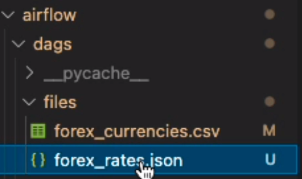 airflow
dags
__pycache__
files
forex_currencies.csv M
{} forex_rates.json U